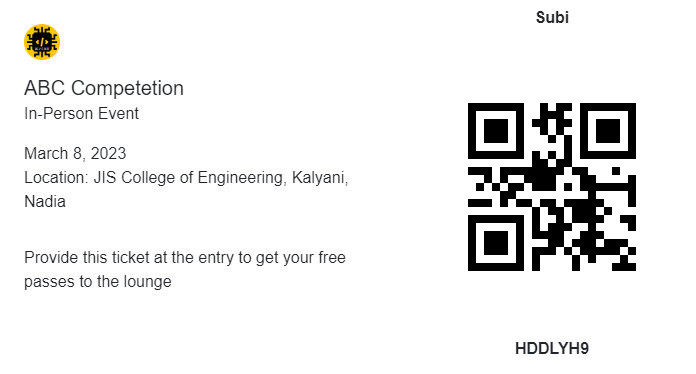 Subi
ABC Competetion
In-Person Event
March 8, 2023
Location: JIS College of Engineering, Kalyani,
Nadia
Provide this ticket at the entry to get your free
passes to the lounge
HDDLYH9